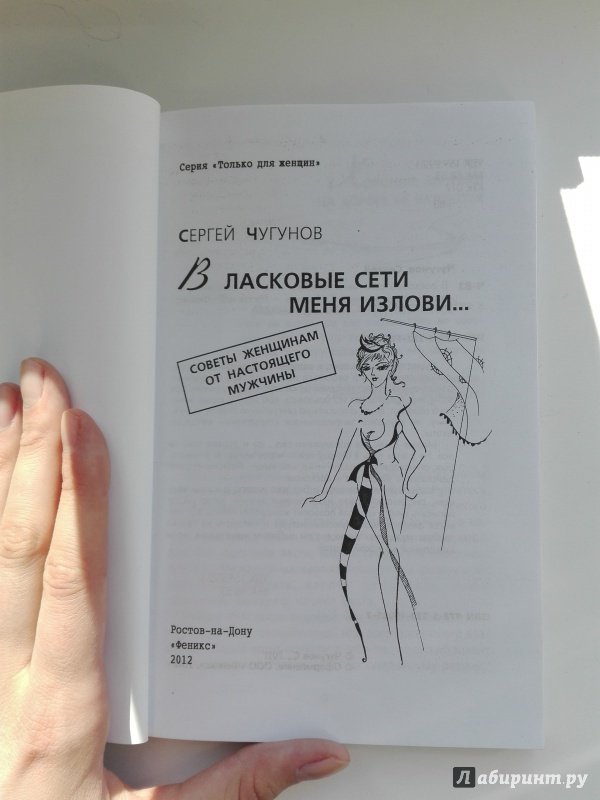 Серия «Только для женщин»
СЕРГЕЙ ЧУГУНОВ
В ЛАСКОВЫЕ СЕТИ
МЕНЯ ИЗЛОВИ...
СОВЕТЫ ЖЕНЩИНАМ
ОТ НАСТОЯЩЕГО
МУЖЧИНЫ
Ростов-на-Дону
«Феникс»
2012
Лабиринт.ру